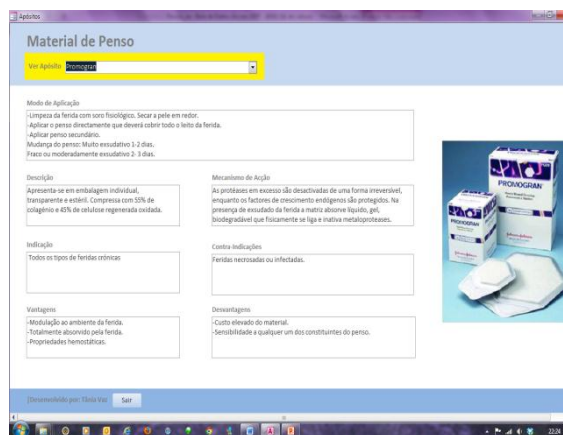 Apósitos
Material de Penso
Ver Apósito Promogran
Modo de Aplicação
-Limpeza da ferida com soro fisiológico. Secar a pele em redor.
-Aplicar o penso directamente que deverá cobrir todo o leito da ferida.
-Aplicar penso secundário.
Mudança do penso: Muito exsudativo 1-2 dias.
Fraco ou moderadamente exsudativo 2- 3 dias.
Descrição
Apresenta-se em embalagem individual,
transparente e estéril. Compressa com 55% de
colagénio e 45% de celulose regenerada oxidada.
Mecanismo de Acção
As protéases em excesso são desactivadas de uma forma irreversível,
enquanto os factores de crescimento endógenos são protegidos. Na
presença de exsudado da ferida a matriz absorve líquido, gel,
biodegradável que fisicamente se liga e inativa metaloproteases.
Indicação
Todos os tipos de feridas crónicas
Contra-Indicações
Feridas necrosadas ou infectadas.
Vantagens
-Modulação ao ambiente da ferida.
-Totalmente absorvido pela ferida.
-Propriedades hemostáticas.
Desvantagens
-Custo elevado do material.
-Sensibilidade a qualquer um dos constituintes do penso.
PROMOGRAN
PROMOGRAN
Johnson & Johnson
Desenvolvido por: Elsia Vaz
Sair
22:24